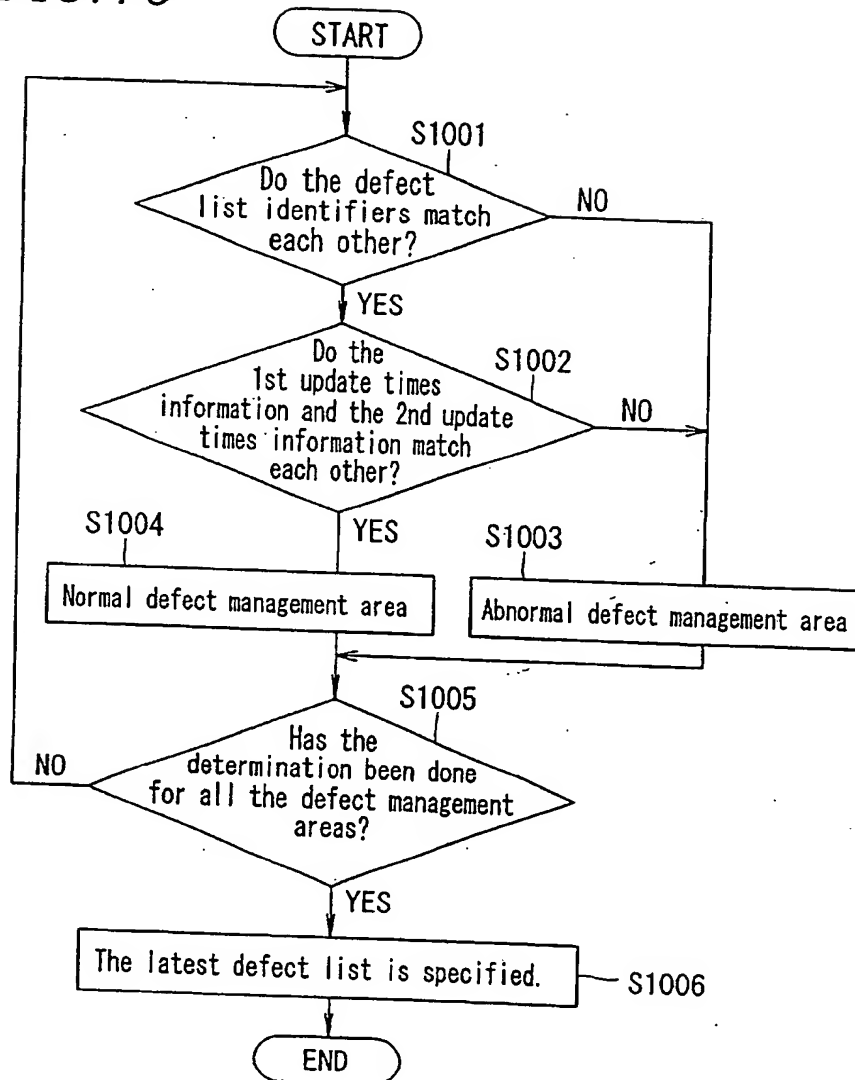 START
S1001
Do the defect
list identifiers match
each other?
NO
YES
Do the
1st update times
information and the 2nd update
times information match
each other?
S1002
NO
YES
S1004
Normal defect management area
S1003
Abnormal defect management area
S1005
Has the
determination been done
for all the defect management
areas?
NO
YES
The latest defect list is specified.
S1006
END